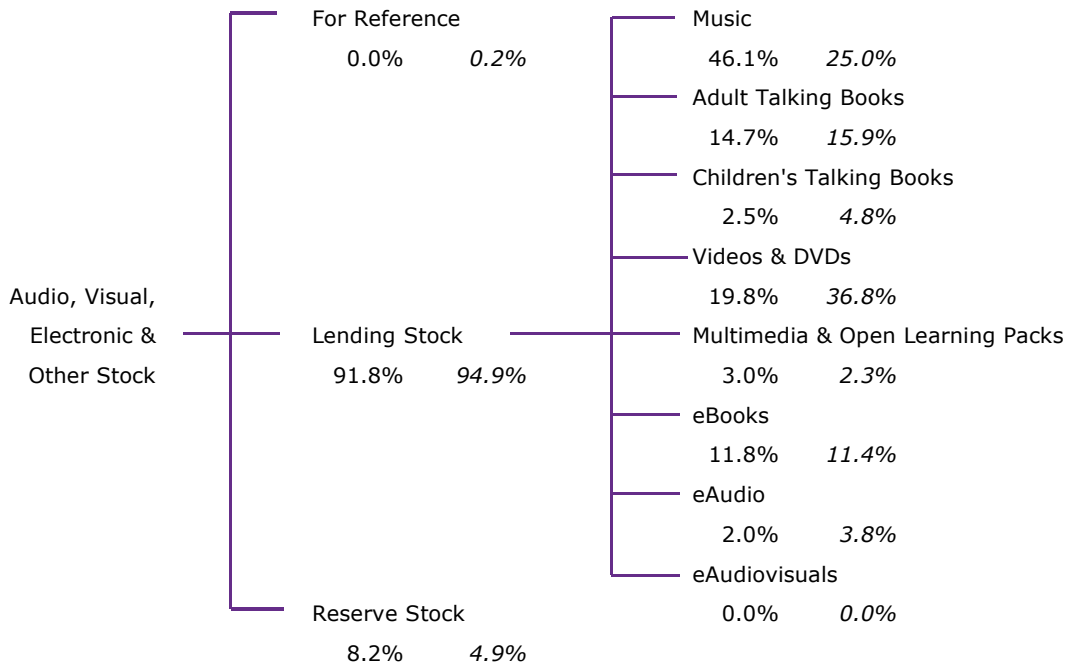 For Reference
0.0% 0.2%
Music
46.1% 25.0%
Adult Talking Books
14.7% 15.9%
Children's Talking Books
2.5% 4.8%
Videos & DVDs
19.8% 36.8%
Audio, Visual,
Electronic &
Other Stock
Lending Stock
91.8% 94.9%
Multimedia & Open Learning Packs
3.0% 2.3%
eBooks
11.8% 11.4%
eAudio
2.0% 3.8%
eAudiovisuals
0.0% 0.0%
Reserve Stock
8.2% 4.9%